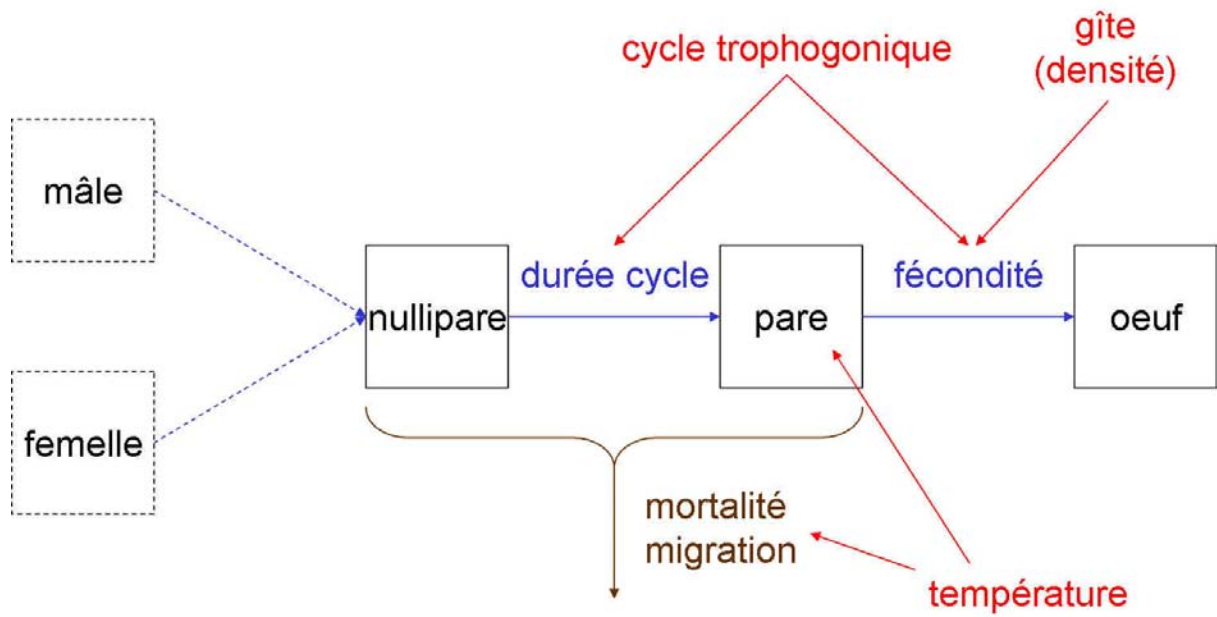 cycle trophogonique
gîte
(densité)
mâle
femelle
nullipare
durée cycle
pare
fécondité
oeuf
mortalité
migration
température